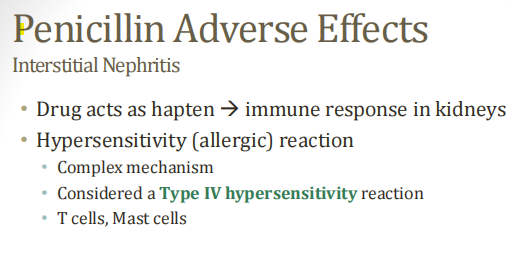 Penicillin Adverse Effects
Interstitial Nephritis
• Drug acts as hapten → immune response in kidneys
• Hypersensitivity (allergic) reaction
• Complex mechanism
• Considered a Type IV hypersensitivity reaction
• T cells, Mast cells